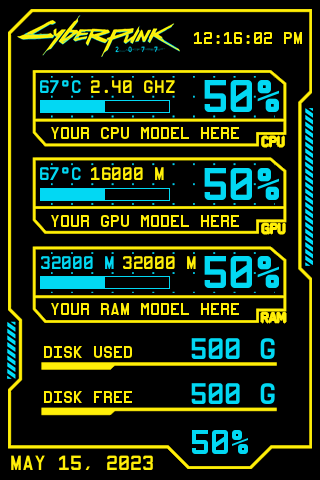 Cyberpunk
2077
12:16:02 PM
67°C 2.40 GHZ
50%
YOUR CPU MODEL HERE
CPU
67°C 16000 M
50%
YOUR GPU MODEL HERE
GPU
32000 M 32000 M
50%
YOUR RAM MODEL HERE
RAM
DISK USED 500 G
DISK FREE 500 G
50%
MAY 15, 2023